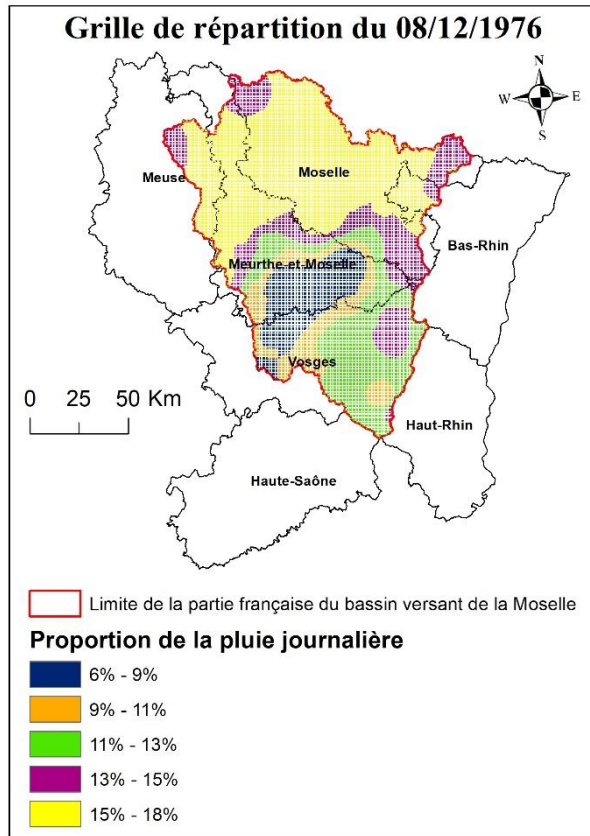 Grille de répartition du 08/12/1976
N
W E
S
Moselle
Meuse
Bas-Rhin
Meurthe-et-Moselle
Vosges
0 25 50 Km
Haut-Rhin
Haute-Saône
Limite de la partie française du bassin versant de la Moselle
Proportion de la pluie journalière
6% - 9%
9% - 11%
11% - 13%
13% - 15%
15% - 18%